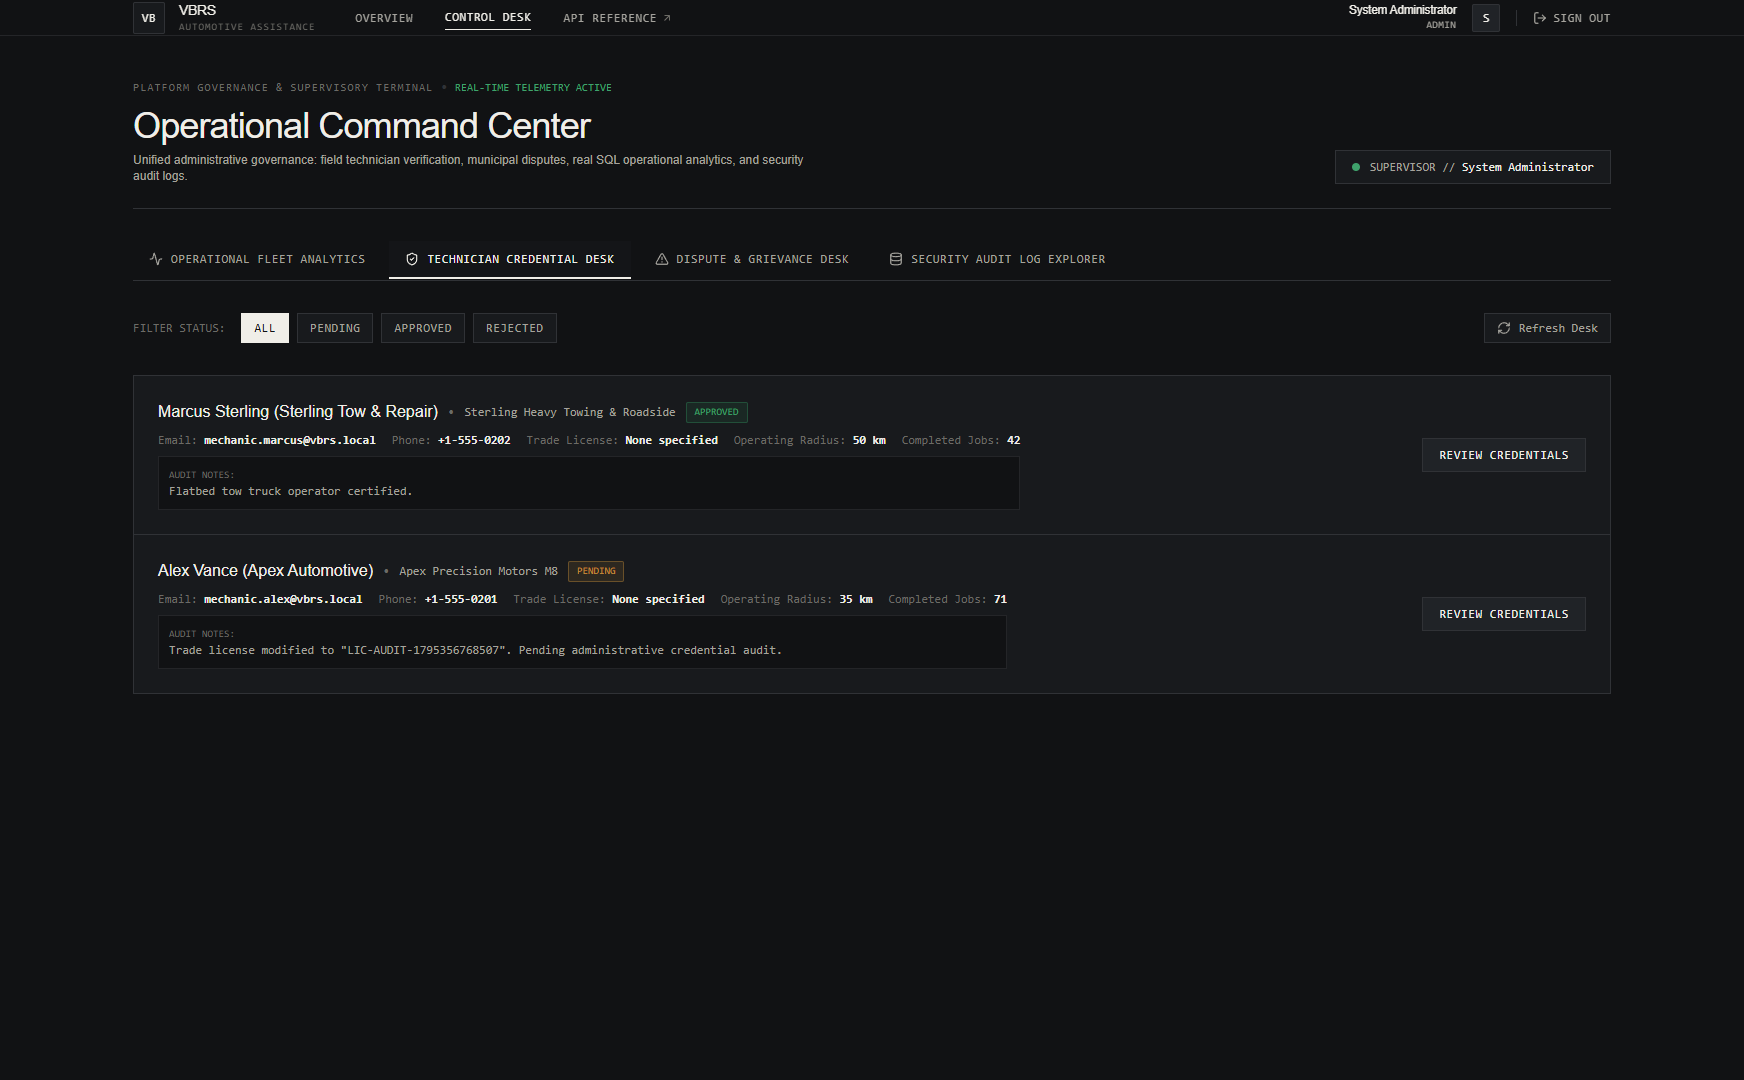 VB
VBRS
AUTOMOTIVE ASSISTANCE
OVERVIEW
CONTROL DESK
API REFERENCE ↗
System Administrator
ADMIN
S
SIGN OUT
PLATFORM GOVERNANCE & SUPERVISORY TERMINAL • REAL-TIME TELEMETRY ACTIVE
Operational Command Center
Unified administrative governance: field technician verification, municipal disputes, real SQL operational analytics, and security
audit logs.
SUPERVISOR // System Administrator
OPERATIONAL FLEET ANALYTICS
TECHNICIAN CREDENTIAL DESK
DISPUTE & GRIEVANCE DESK
SECURITY AUDIT LOG EXPLORER
FILTER STATUS: ALL PENDING APPROVED REJECTED
Refresh Desk
Marcus Sterling (Sterling Tow & Repair) • Sterling Heavy Towing & Roadside APPROVED
Email: mechanic.marcus@vbrs.local Phone: +1-555-0202 Trade License: None specified Operating Radius: 50 km Completed Jobs: 42
AUDIT NOTES:
Flatbed tow truck operator certified.
REVIEW CREDENTIALS
Alex Vance (Apex Automotive) • Apex Precision Motors M8 PENDING
Email: mechanic.alex@vbrs.local Phone: +1-555-0201 Trade License: None specified Operating Radius: 35 km Completed Jobs: 71
AUDIT NOTES:
Trade license modified to "LIC-AUDIT-1795356768507". Pending administrative credential audit.
REVIEW CREDENTIALS